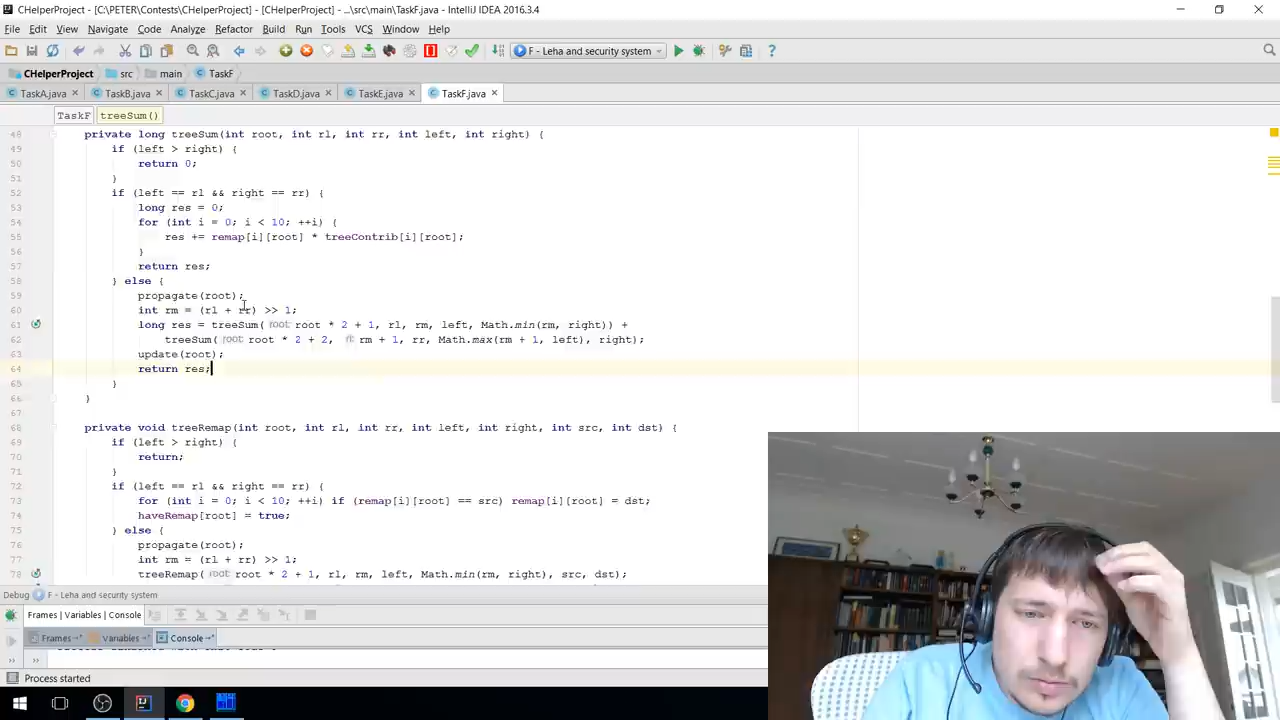 CHelperProject - [C:\PETER\Contests\CHelperProject] - [CHelperProject] - ...\src\main\TaskF.java - IntelliJ IDEA 2016.3.4
File Edit View Navigate Code Analyze Refactor Build Run Tools VCS Window Help
F - Leha and security system
CHelperProject src main TaskF
TaskA.java TaskB.java TaskC.java TaskD.java TaskE.java TaskF.java
TaskF treeSum()
48 private long treeSum(int root, int rl, int rr, int left, int right) {
49 if (left > right) {
50 return 0;
51 }
52 if (left == rl && right == rr) {
53 long res = 0;
54 for (int i = 0; i < 10; ++i) {
55 res += remap[i][root] * treeContrib[i][root];
56 }
57 return res;
58 } else {
59 propagate(root);
60 int rm = (rl + rr) >> 1;
61 long res = treeSum( root root * 2 + 1, rl, rm, left, Math.min(rm, right)) +
62 treeSum( root root * 2 + 2, rl rm + 1, rr, Math.max(rm + 1, left), right);
63 update(root);
64 return res;
65 }
66 }
67
68 private void treeRemap(int root, int rl, int rr, int left, int right, int src, int dst) {
69 if (left > right) {
70 return;
71 }
72 if (left == rl && right == rr) {
73 for (int i = 0; i < 10; ++i) if (remap[i][root] == src) remap[i][root] = dst;
74 haveRemap[root] = true;
75 } else {
76 propagate(root);
77 int rm = (rl + rr) >> 1;
78 treeRemap( root root * 2 + 1, rl, rm, left, Math.min(rm, right), src, dst);
Debug F - Leha and security system
Frames | Variables | Console
Frames Variables Console
Process started